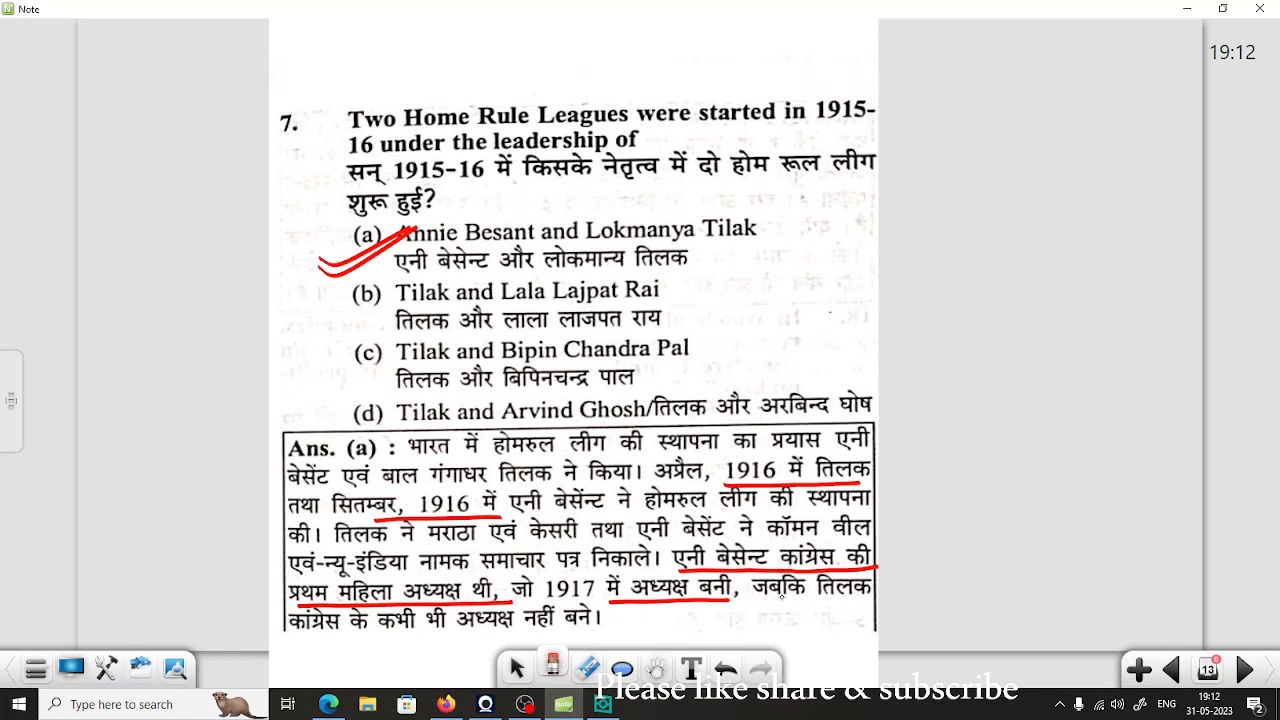 Note
19:12
7. Two Home Rule Leagues were started in 1915-
16 under the leadership of
सन् 1915-16 में किसके नेतृत्व में दो होम रूल लीग
शुरू हुई?
(a) Annie Besant and Lokmanya Tilak
एनी बेसेन्ट और लोकमान्य तिलक
(b) Tilak and Lala Lajpat Rai
तिलक और लाला लाजपत राय
(c) Tilak and Bipin Chandra Pal
तिलक और बिपिनचन्द्र पाल
(d) Tilak and Arvind Ghosh/तिलक और अरबिन्द घोष
Ans. (a) : भारत में होमरुल लीग की स्थापना का प्रयास एनी
बेसेंट एवं बाल गंगाधर तिलक ने किया। अप्रैल, 1916 में तिलक
तथा सितम्बर, 1916 में एनी बेसेंन्ट ने होमरुल लीग की स्थापना
की। तिलक ने मराठा एवं केसरी तथा एनी बेसेंट ने कॉमन वील
एवं-न्यू-इंडिया नामक समाचार पत्र निकाले। एनी बेसेन्ट कांग्रेस की
प्रथम महिला अध्यक्ष थी, जो 1917 में अध्यक्ष बनी, जबकि तिलक
कांग्रेस के कभी भी अध्यक्ष नहीं बने।
T
13
0
Please like share & subscribe
Type here to search
Note
ENG
19:12
31-05-2023
2